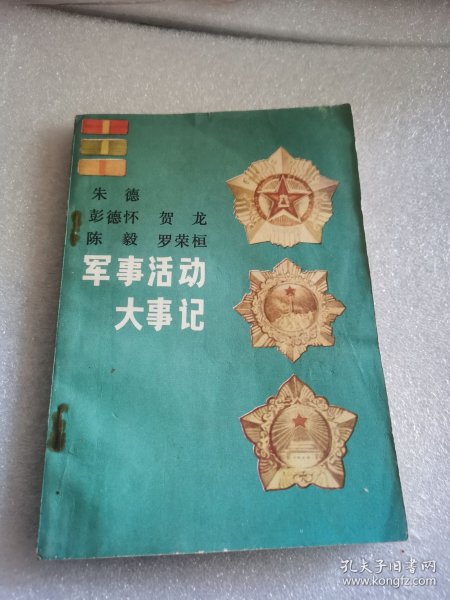 朱 德
彭德怀 贺 龙
陈 毅 罗荣桓
军事活动
大事记
孔夫子旧书网
www.kongfz.com